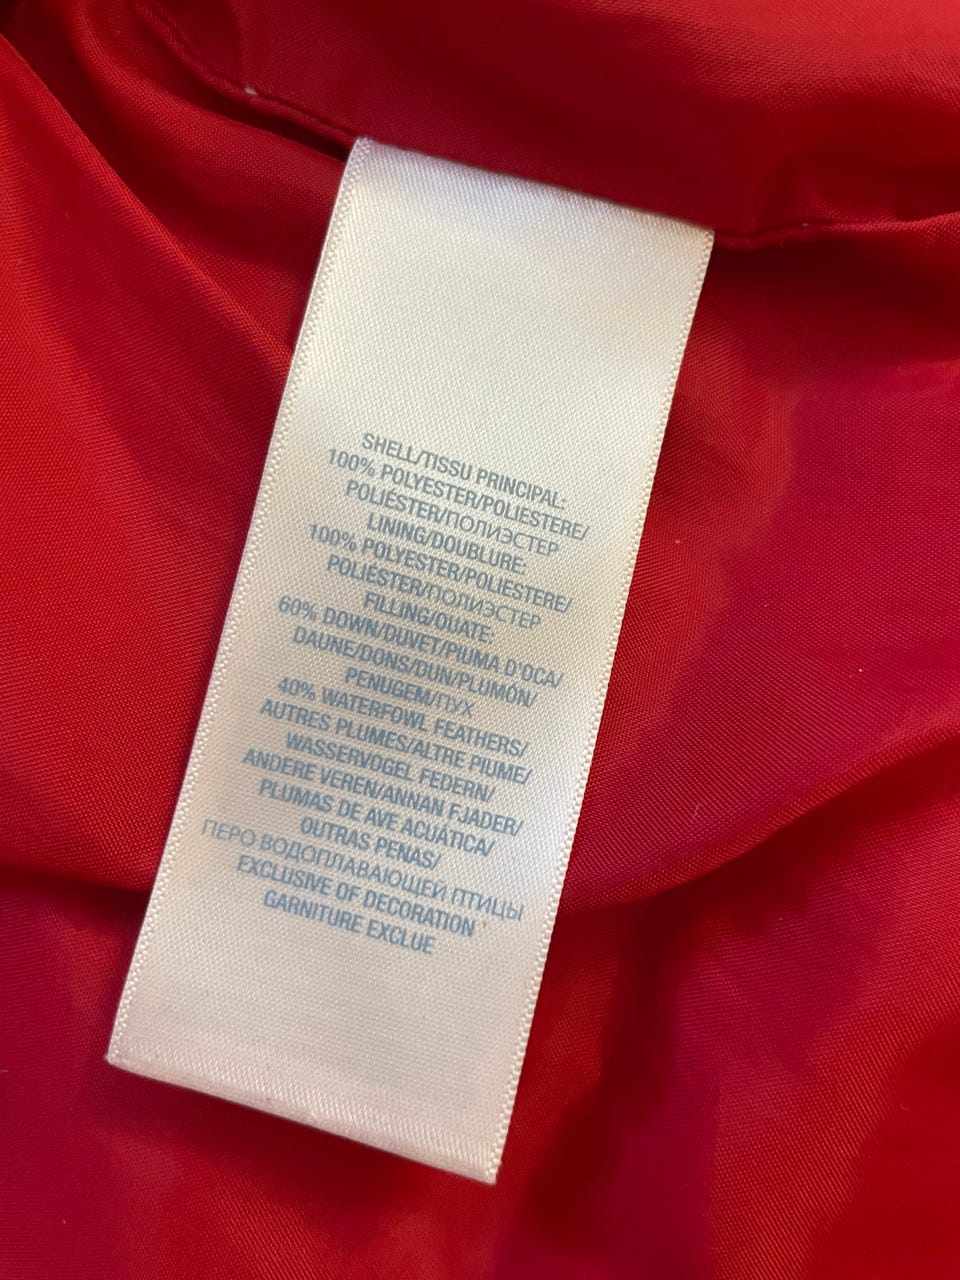 SHELL/TISSU PRINCIPAL:
100% POLYESTER/POLIESTERE/
POLIÉSTER/ПОЛИЭСТЕР
LINING/DOUBLURE:
100% POLYESTER/POLIESTERE/
POLIÉSTER/ПОЛИЭСТЕР
FILLING/OUATE:
60% DOWN/DUVET/PIUMA D'OCA/
DAUNE/DONS/DUN/PLUMÓN/
PENUGEM/ПУХ
40% WATERFOWL FEATHERS/
AUTRES PLUMES/ALTRE PIUME/
WASSERVOGEL FEDERN/
ANDERE VEREN/ANNAN FJADER/
PLUMAS DE AVE ACUÁTICA/
OUTRAS PENAS/
ПЕРО ВОДОПЛАВАЮЩЕЙ ПТИЦЫ
EXCLUSIVE OF DECORATION
GARNITURE EXCLUE